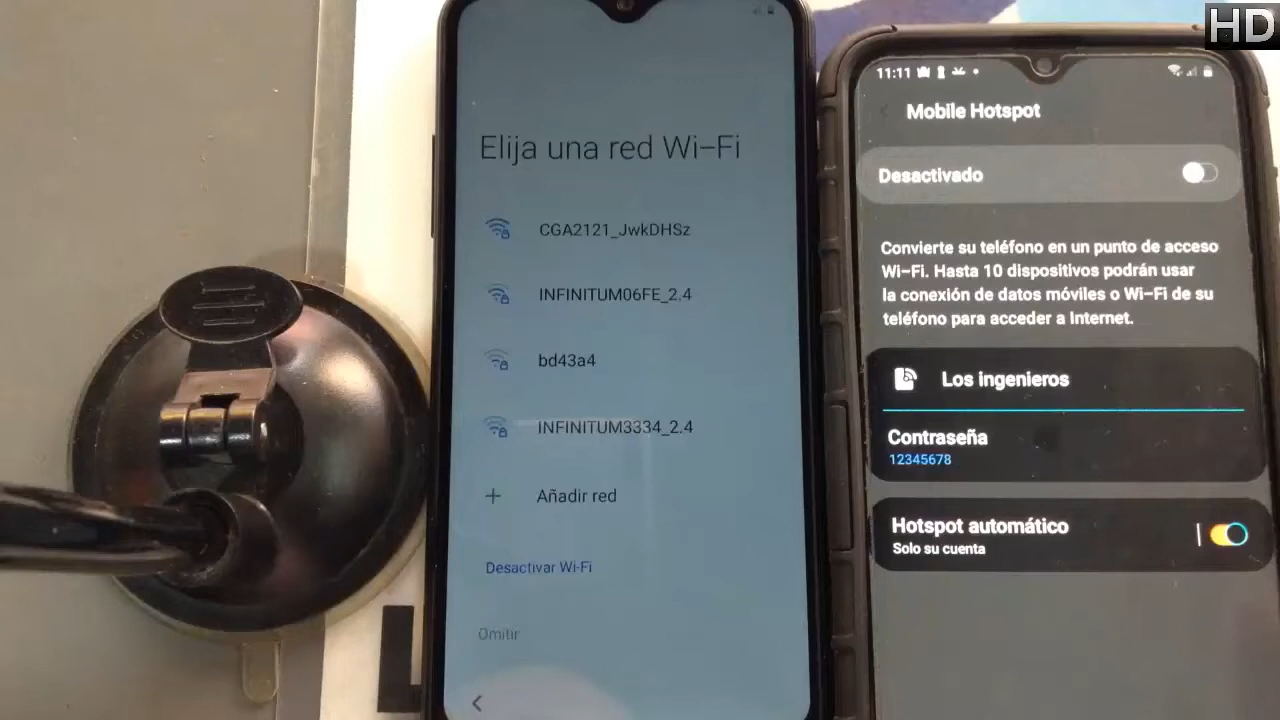 HD
Elija una red Wi-Fi
CGA2121_JwkDHSz
INFINITUM06FE_2.4
bd43a4
INFINITUM3334_2.4
+ Añadir red
Desactivar Wi-Fi
Omitir
11:11
Mobile Hotspot
Desactivado
Convierte su teléfono en un punto de acceso
Wi-Fi. Hasta 10 dispositivos podrán usar
la conexión de datos móviles o Wi-Fi de su
teléfono para acceder a Internet.
Los ingenieros
Contraseña
12345678
Hotspot automático
Solo su cuenta